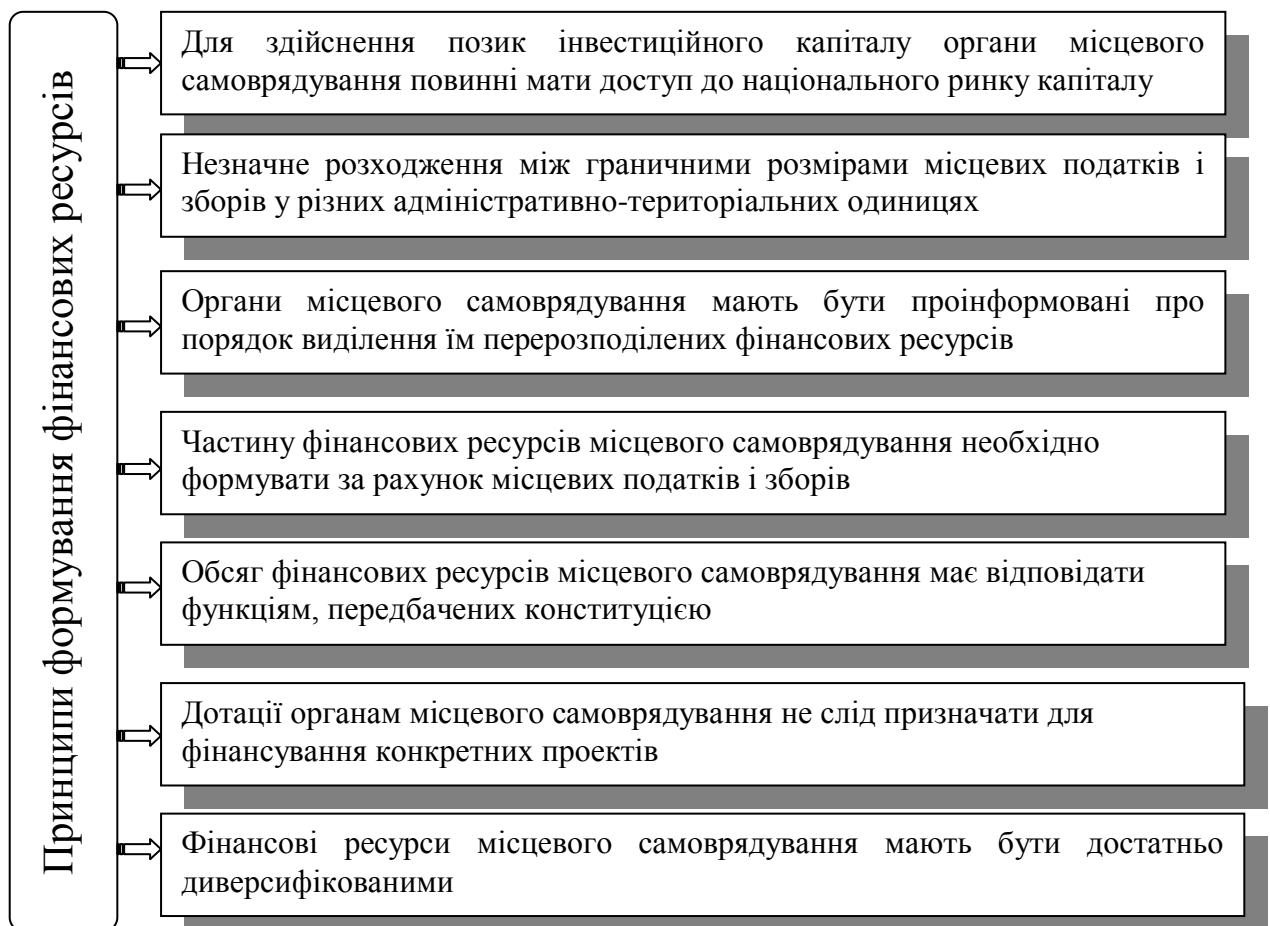 Принципи формування фінансових ресурсів
Для здійснення позик інвестиційного капіталу органи місцевого
самоврядування повинні мати доступ до національного ринку капіталу
Незначне розходження між граничними розмірами місцевих податків і
зборів у різних адміністративно-територіальних одиницях
Органи місцевого самоврядування мають бути проінформовані про
порядок виділення їм перерозподілених фінансових ресурсів
Частину фінансових ресурсів місцевого самоврядування необхідно
формувати за рахунок місцевих податків і зборів
Обсяг фінансових ресурсів місцевого самоврядування має відповідати
функціям, передбачених конституцією
Дотації органам місцевого самоврядування не слід призначати для
фінансування конкретних проектів
Фінансові ресурси місцевого самоврядування мають бути достатньо
диверсифікованими